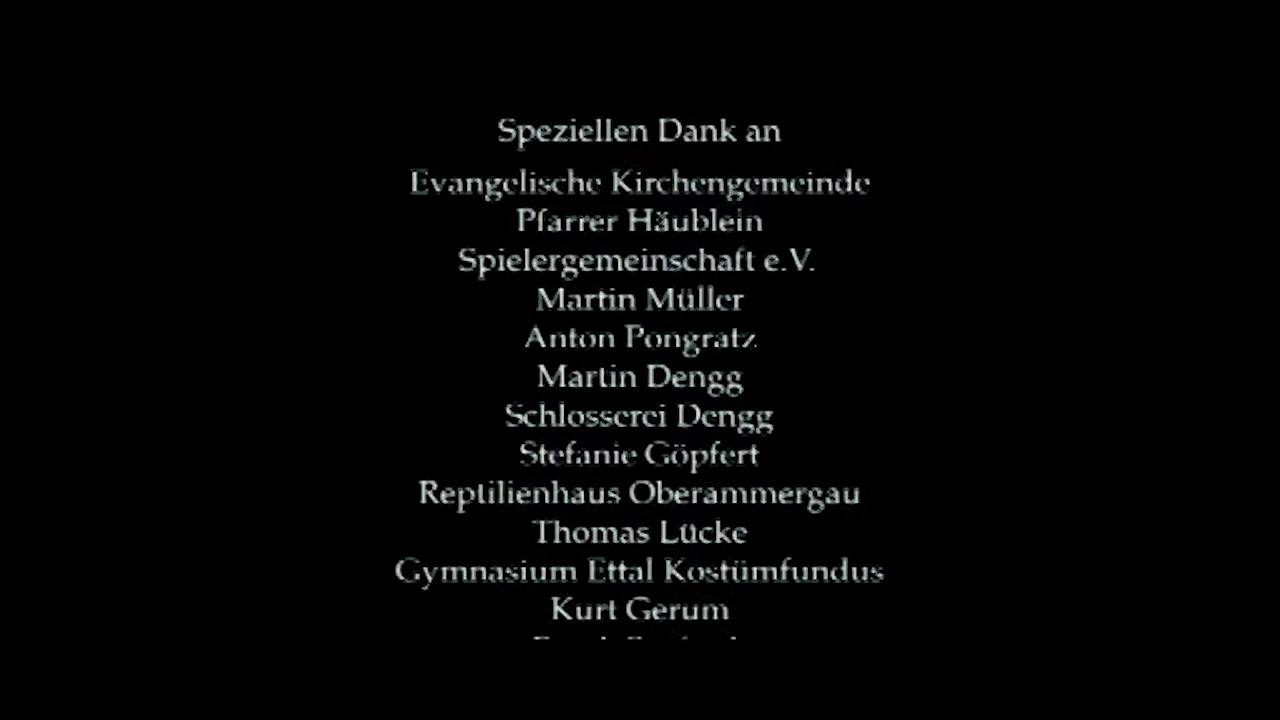 Speziellen Dank an
Evangelische Kirchengemeinde
Pfarrer Häublein
Spielergemeinschaft e.V.
Martin Müller
Anton Pongratz
Martin Dengg
Schlosserei Dengg
Stefanie Göpfert
Reptilienhaus Oberammergau
Thomas Lücke
Gymnasium Ettal Kostümfundus
Kurt Gerum